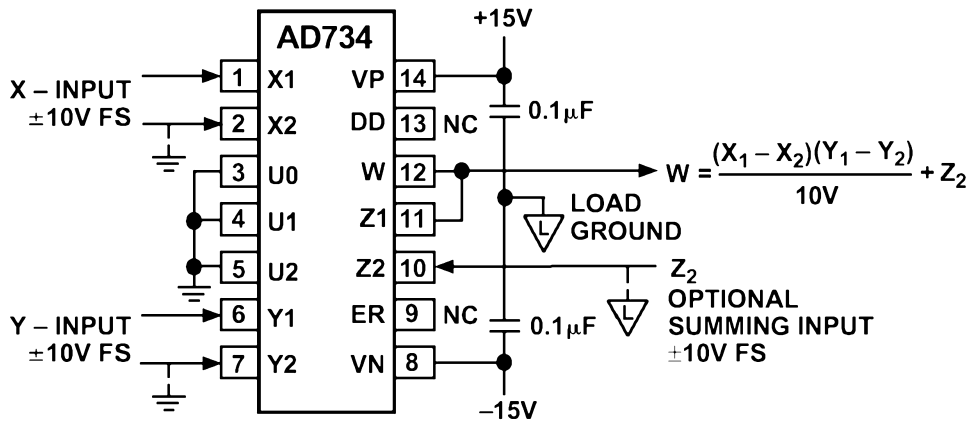 +15V
AD734
X – INPUT
±10V FS
1 X1
2 X2
3 U0
4 U1
5 U2
6 Y1
7 Y2
Y – INPUT
±10V FS
VP 14
DD 13 NC
W 12
Z1 11
Z2 10
ER 9 NC
VN 8
0.1µF
W = (X1 – X2)(Y1 – Y2) / 10V + Z2
LOAD
GROUND
L
Z2
L
OPTIONAL
SUMMING INPUT
±10V FS
0.1µF
–15V